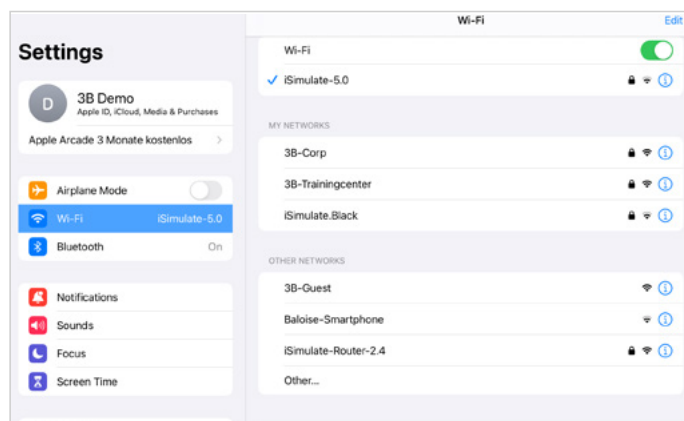 Settings
D
3B Demo
Apple ID, iCloud, Media & Purchases
Apple Arcade 3 Monate kostenlos
Airplane Mode
Wi-Fi iSimulate-5.0
Bluetooth On
Notifications
Sounds
Focus
Screen Time
Wi-Fi Edit
Wi-Fi
iSimulate-5.0
MY NETWORKS
3B-Corp
3B-Trainingcenter
iSimulate.Black
OTHER NETWORKS
3B-Guest
Baloise-Smartphone
iSimulate-Router-2.4
Other...